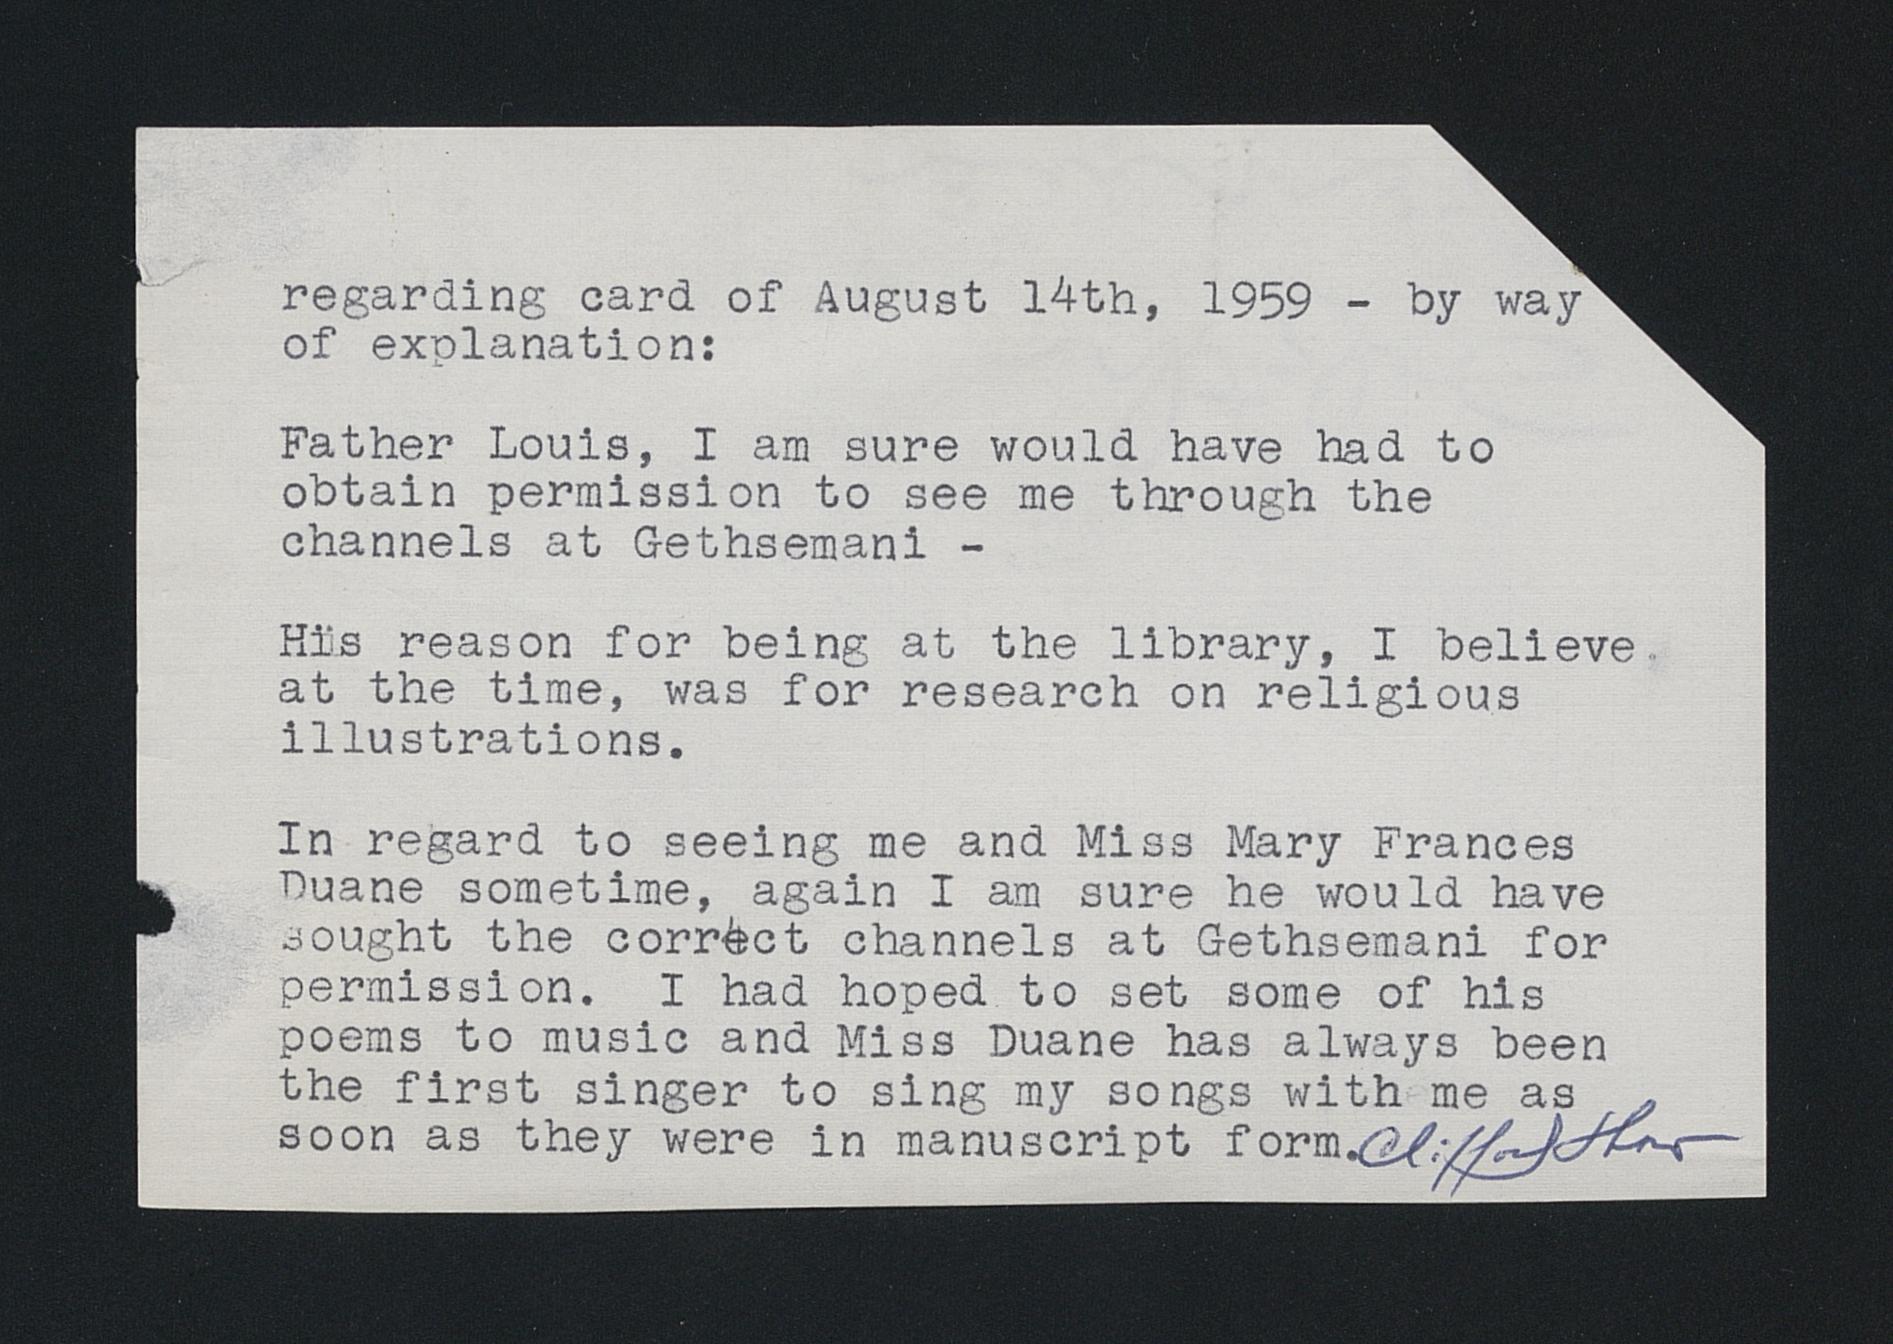 regarding card of August 14th, 1959 - by way
of explanation:
Father Louis, I am sure would have had to
obtain permission to see me through the
channels at Gethsemani -
His reason for being at the library, I believe,
at the time, was for research on religious
illustrations.
In regard to seeing me and Miss Mary Frances
Duane sometime, again I am sure he would have
sought the correct channels at Gethsemani for
permission. I had hoped to set some of his
poems to music and Miss Duane has always been
the first singer to sing my songs with me as
soon as they were in manuscript form. Clifford Shaw